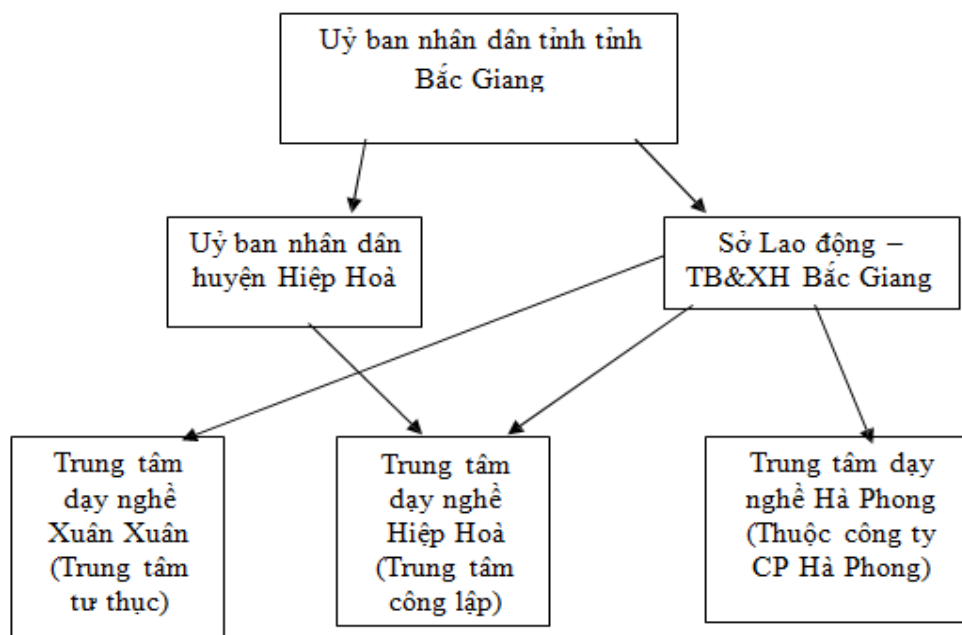 Uỷ ban nhân dân tỉnh tỉnh
Bắc Giang
Uỷ ban nhân dân
huyện Hiệp Hoà
Sở Lao động –
TB&XH Bắc Giang
Trung tâm
dạy nghề
Xuân Xuân
(Trung tâm
tư thục)
Trung tâm
dạy nghề
Hiệp Hoà
(Trung tâm
công lập)
Trung tâm dạy
nghề Hà Phong
(Thuộc công ty
CP Hà Phong)